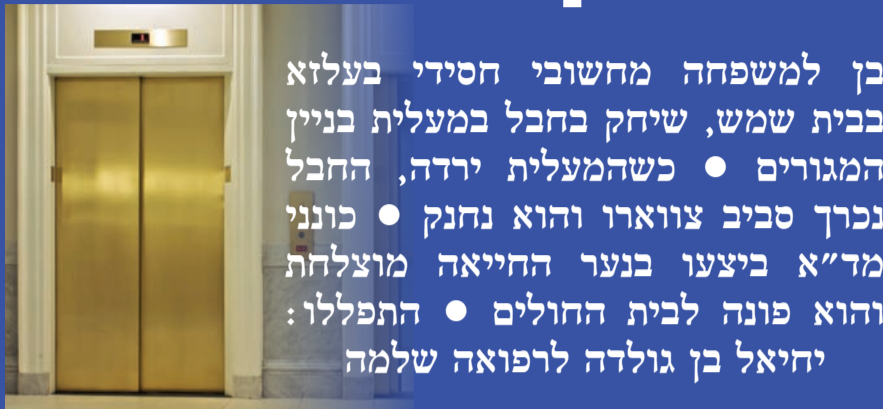 בן למשפחה מחשובי חסידי בעלזא
בבית שמש, שיחק בחבל במעלית בניין
המגורים ● כשהמעלית ירדה, החבל
נכרך סביב צווארו והוא נחנק ● כונני
מד״א ביצעו בנער החייאה מוצלחת
והוא פונה לבית החולים ● התפללו:
יחיאל בן גולדה לרפואה שלמה